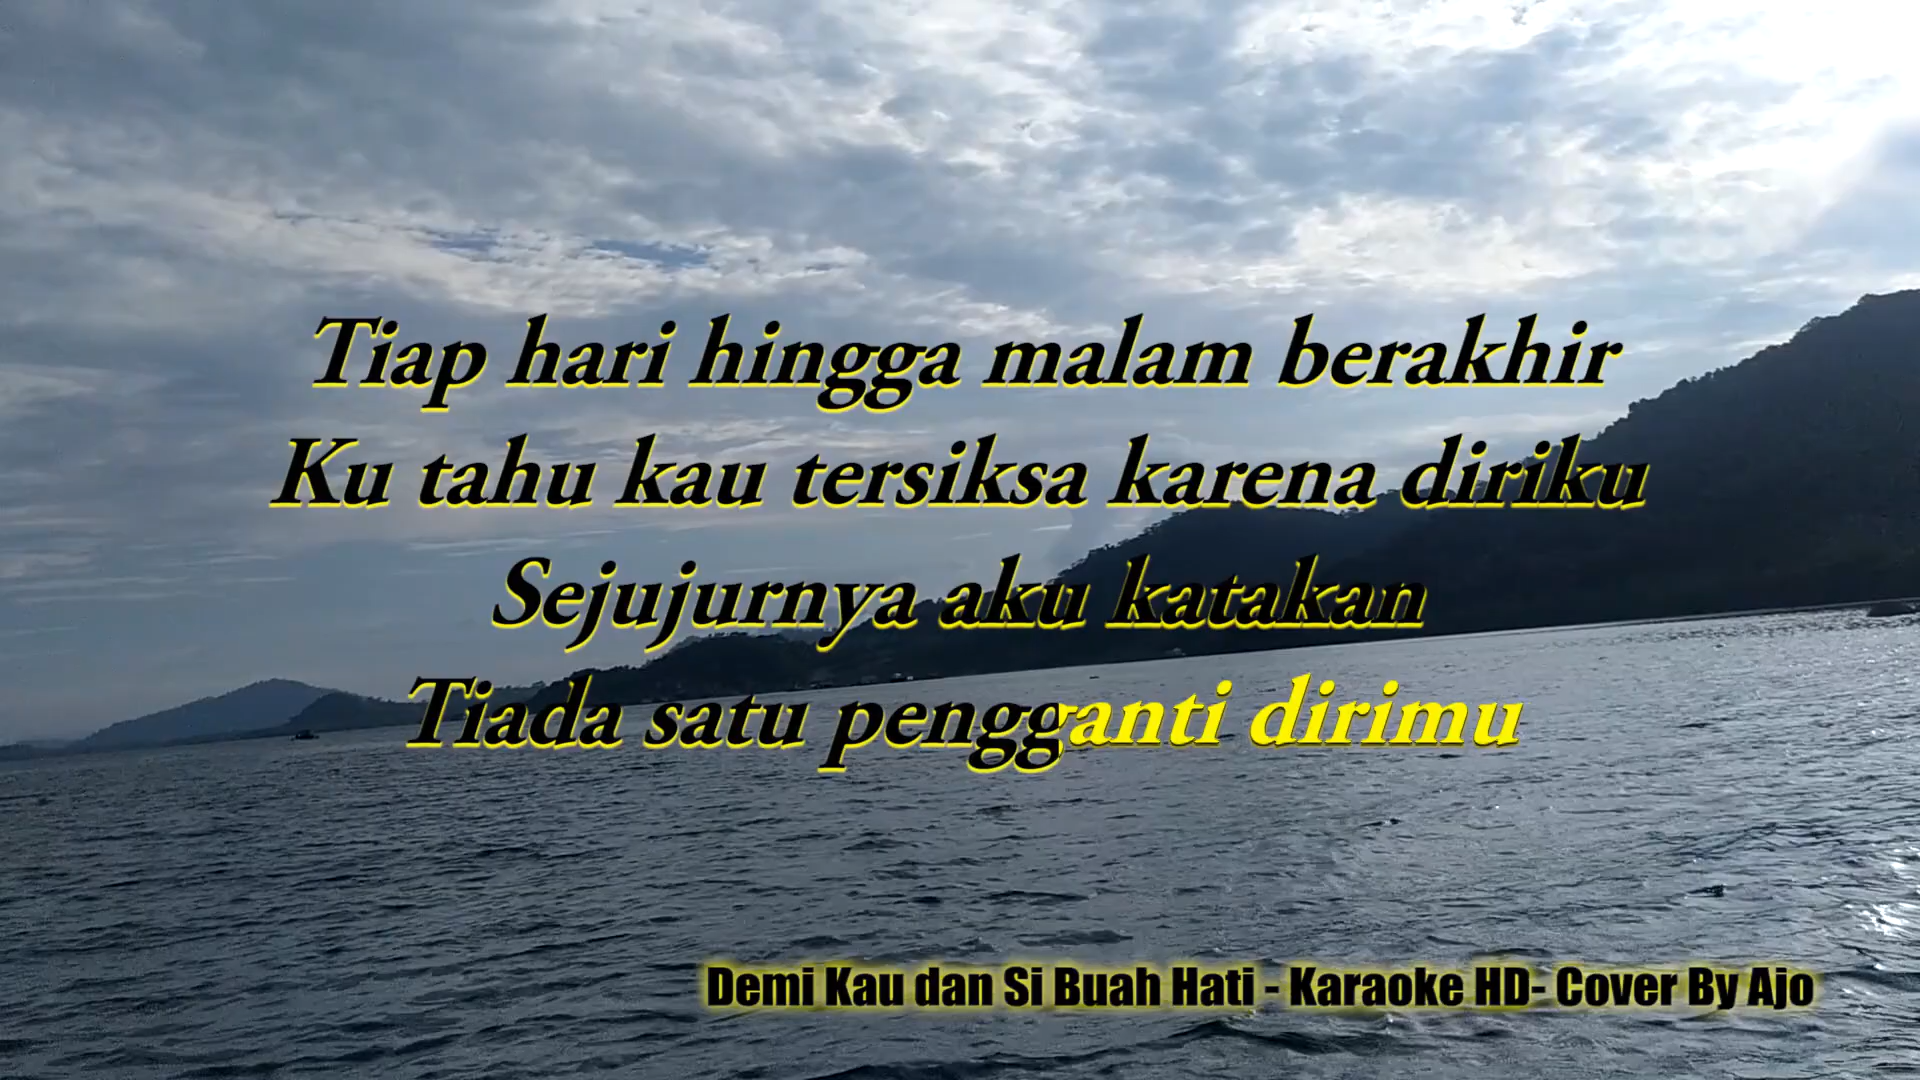 Tiap hari hingga malam berakhir
Ku tahu kau tersiksa karena diriku
Sejujurnya aku katakan
Tiada satu pengganti dirimu
Demi Kau dan Si Buah Hati - Karaoke HD- Cover By Ajo